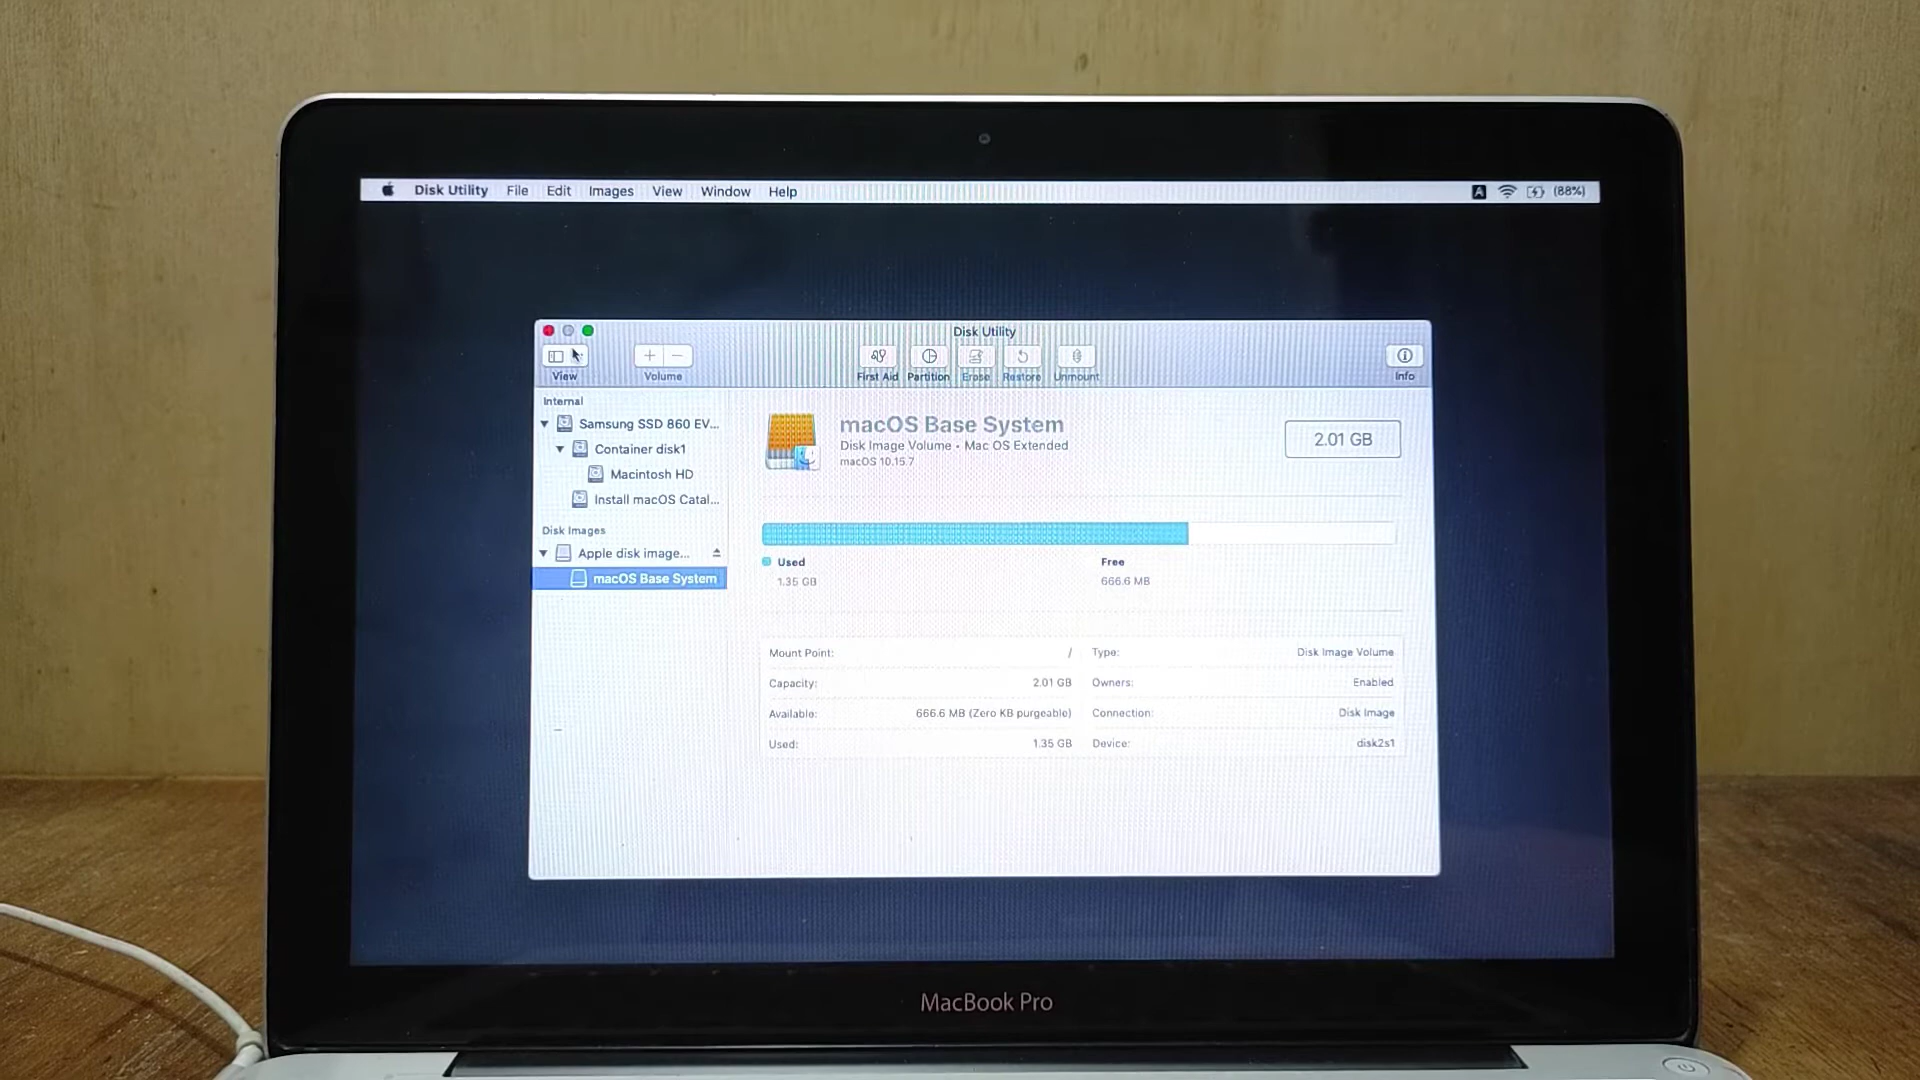 Disk Utility File Edit Images View Window Help A (88%)
Disk Utility
View Volume First Aid Partition Erase Restore Unmount Info
Internal
Samsung SSD 860 EV...
Container disk1
Macintosh HD
Install macOS Catal...
Disk Images
Apple disk image...
macOS Base System
macOS Base System
Disk Image Volume • Mac OS Extended
macOS 10.15.7
2.01 GB
Used
1.35 GB
Free
666.6 MB
Mount Point: /
Type: Disk Image Volume
Capacity: 2.01 GB
Owners: Enabled
Available: 666.6 MB (Zero KB purgeable)
Connection: Disk Image
Used: 1.35 GB
Device: disk2s1
MacBook Pro